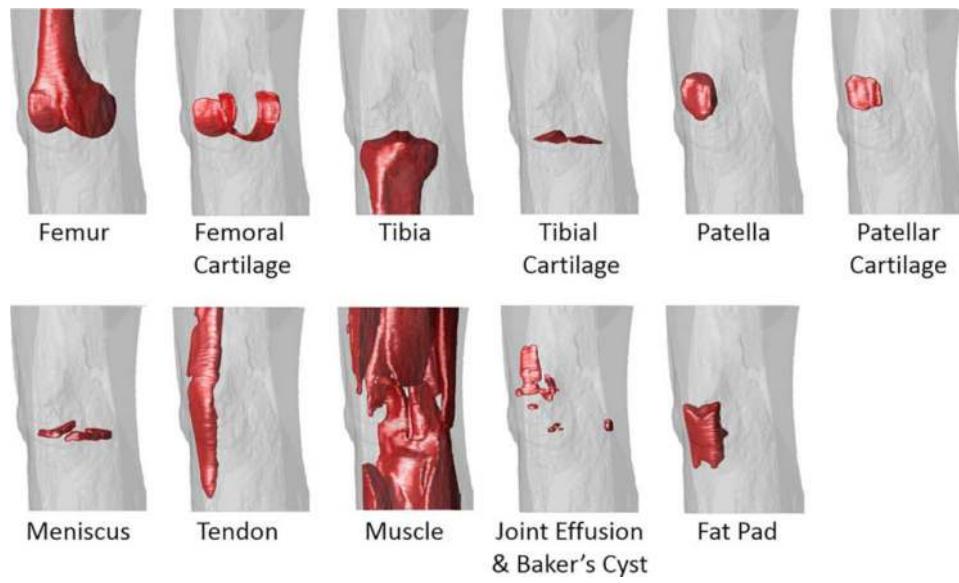 Femur
Femoral
Cartilage
Tibia
Tibial
Cartilage
Patella
Patellar
Cartilage
Meniscus
Tendon
Muscle
Joint Effusion
& Baker's Cyst
Fat Pad